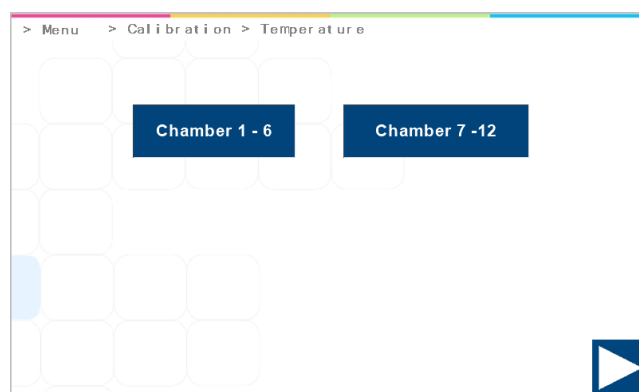 > Menu > Calibration > Temperature
Chamber 1 - 6
Chamber 7 -12